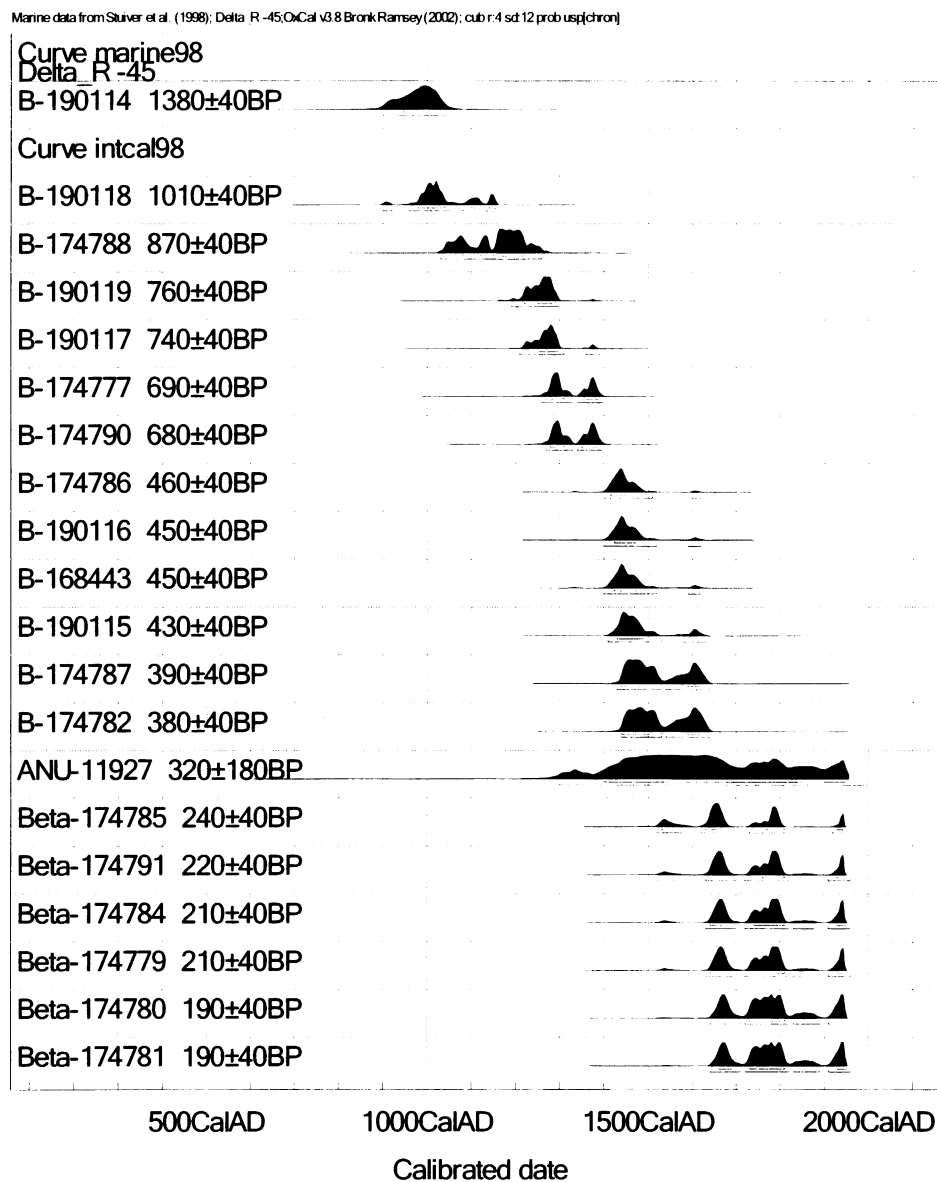 Marine data from Stuiver et al. (1998); Delta_R -45;OxCal v3.8 Bronk Ramsey (2002); cub r:4 sd:12 prob usp[chron]
Curve marine98
Delta_R -45
B-190114 1380±40BP
Curve intcal98
B-190118 1010±40BP
B-174788 870±40BP
B-190119 760±40BP
B-190117 740±40BP
B-174777 690±40BP
B-174790 680±40BP
B-174786 460±40BP
B-190116 450±40BP
B-168443 450±40BP
B-190115 430±40BP
B-174787 390±40BP
B-174782 380±40BP
ANU-11927 320±180BP
Beta-174785 240±40BP
Beta-174791 220±40BP
Beta-174784 210±40BP
Beta-174779 210±40BP
Beta-174780 190±40BP
Beta-174781 190±40BP
500CalAD 1000CalAD 1500CalAD 2000CalAD
Calibrated date